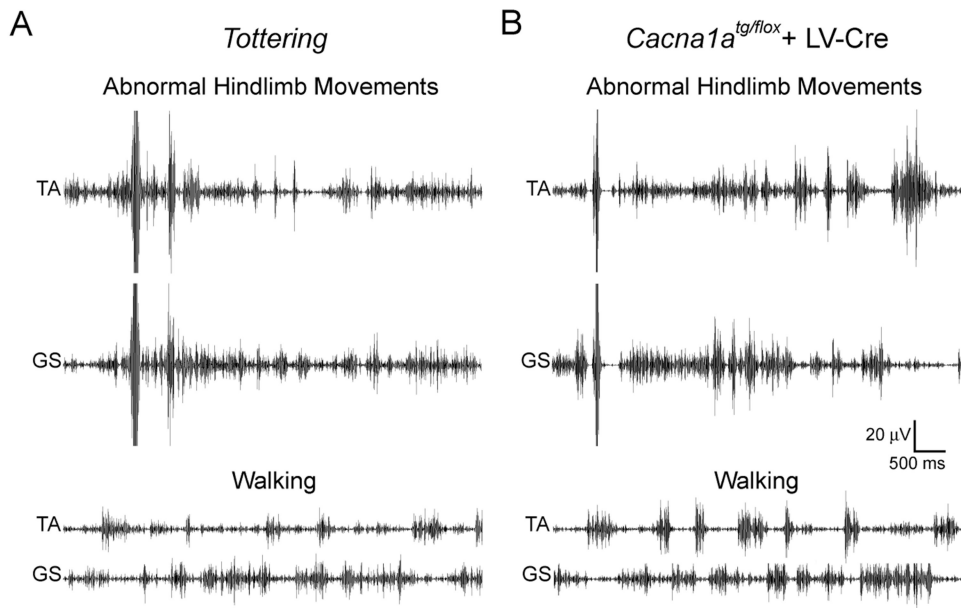 A
Tottering
Abnormal Hindlimb Movements
TA
GS
Walking
TA
GS
B
Cacna1a^tg/flox + LV-Cre
Abnormal Hindlimb Movements
TA
GS
20 µV
500 ms
Walking
TA
GS